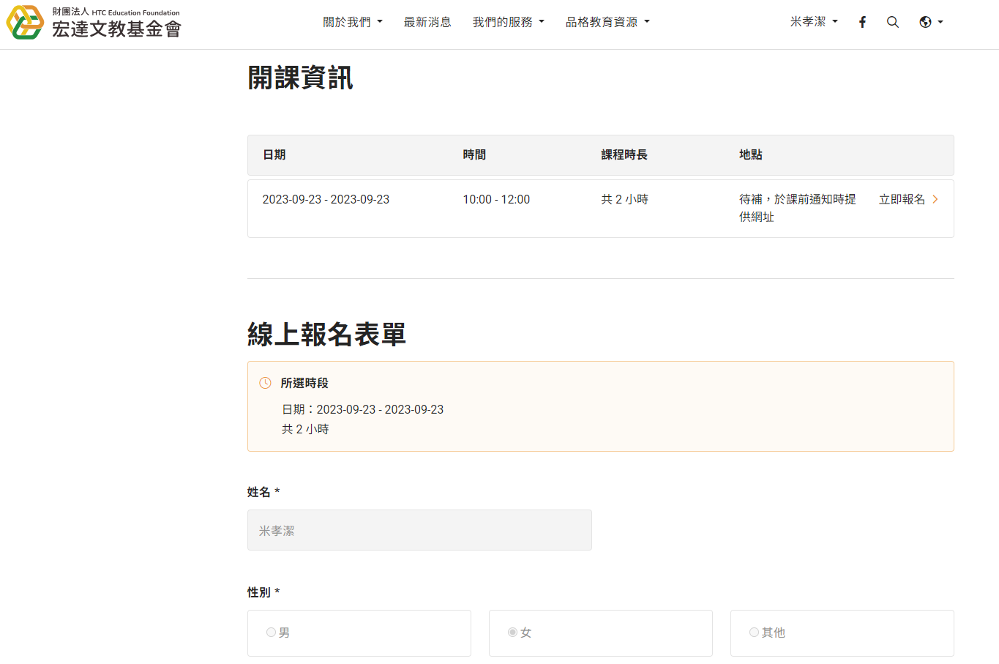 財團法人 HTC Education Foundation
宏達文教基金會
關於我們 最新消息 我們的服務 品格教育資源 米孝潔
開課資訊
日期 時間 課程時長 地點
2023-09-23 - 2023-09-23 10:00 - 12:00 共 2 小時 待補，於課前通知時提 立即報名
供網址
線上報名表單
所選時段
日期：2023-09-23 - 2023-09-23
共 2 小時
姓名 *
米孝潔
性別 *
男 女 其他